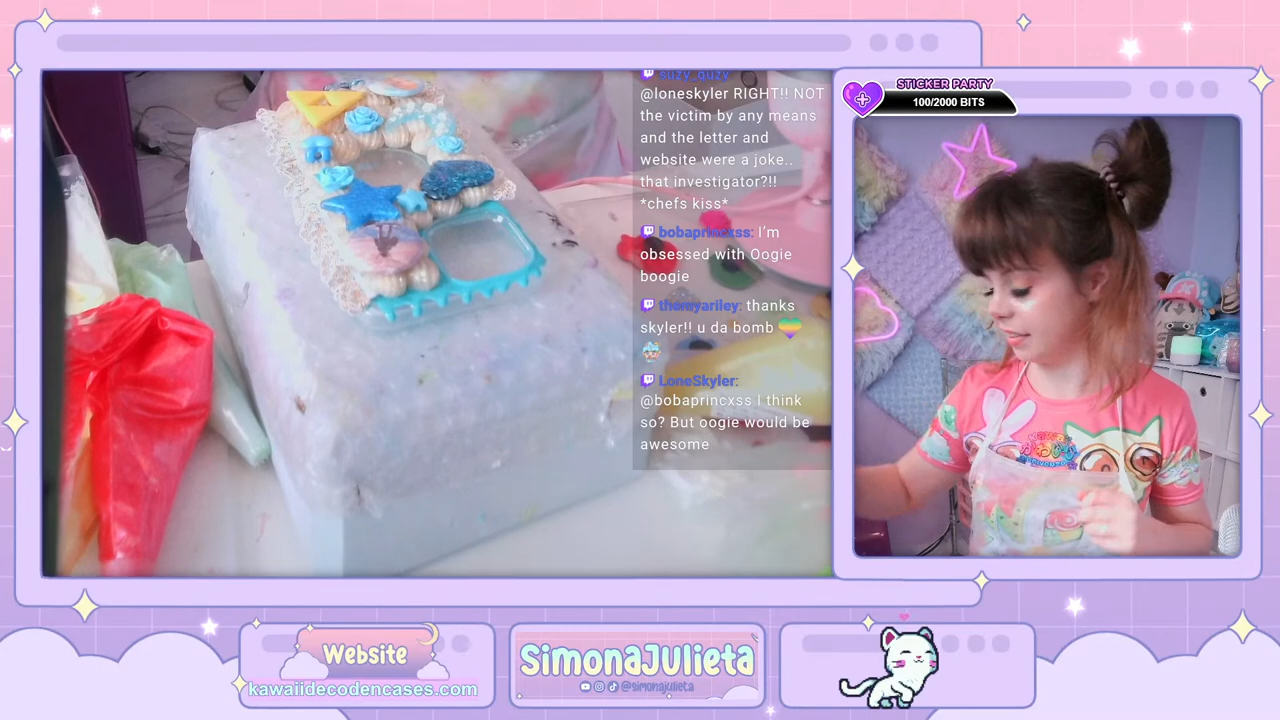 suzy_quzy
@loneskyler RIGHT!! NOT
the victim by any means
and the letter and
website were a joke..
that investigator?!!
*chefs kiss*
bobaprincxss: I'm
obsessed with Oogie
boogie
thomyariley: thanks
skyler!! u da bomb
LoneSkyler:
@bobaprincxss I think
so? But oogie would be
awesome
STICKER PARTY
100/2000 BITS
Website
kawaiidecodencases.com
SimonaJulieta
@simonajulieta